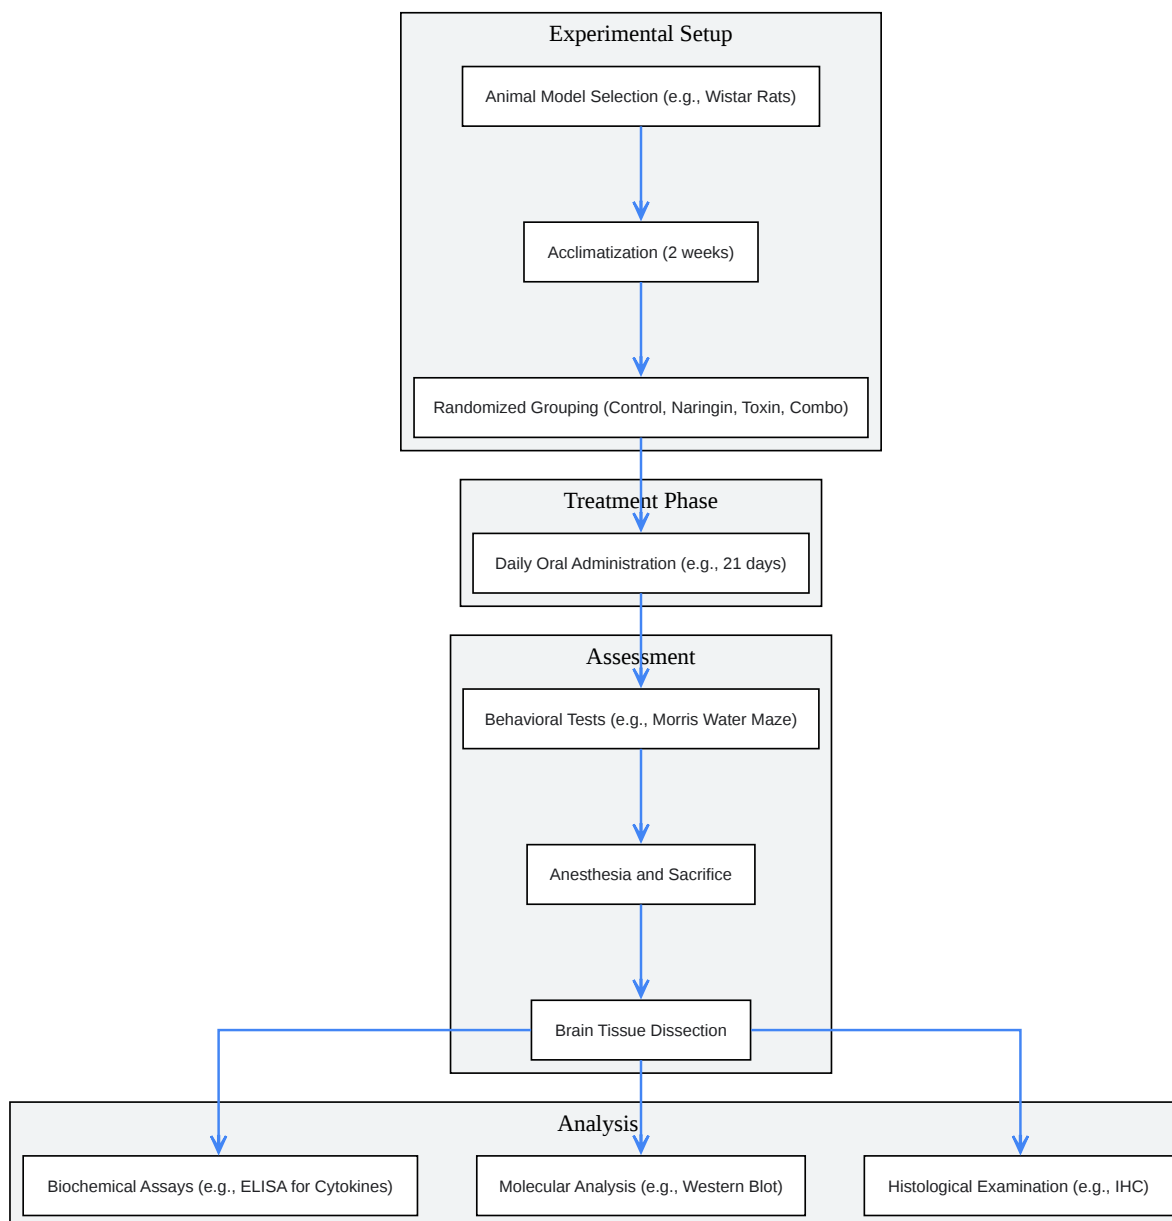 Experimental Setup
Animal Model Selection (e.g., Wistar Rats)
Acclimatization (2 weeks)
Randomized Grouping (Control, Naringin, Toxin, Combo)
Treatment Phase
Daily Oral Administration (e.g., 21 days)
Assessment
Behavioral Tests (e.g., Morris Water Maze)
Anesthesia and Sacrifice
Brain Tissue Dissection
Analysis
Biochemical Assays (e.g., ELISA for Cytokines)
Molecular Analysis (e.g., Western Blot)
Histological Examination (e.g., IHC)